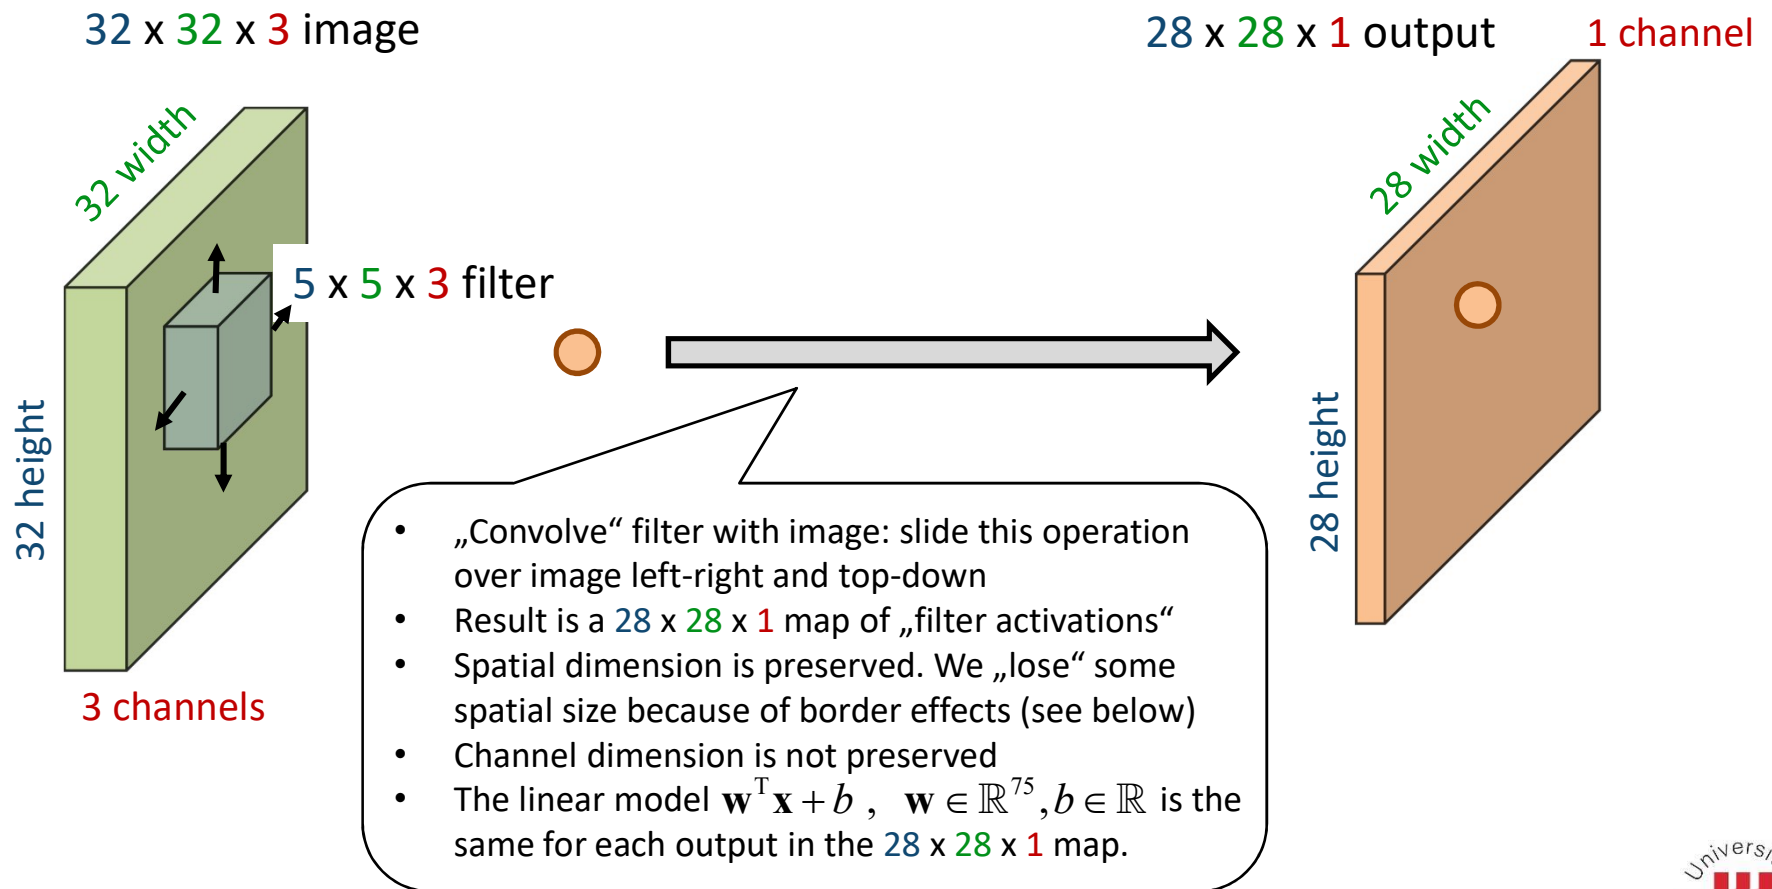 32 x 32 x 3 image
28 x 28 x 1 output
1 channel
32 width
28 width
5 x 5 x 3 filter
32 height
28 height
3 channels
• „Convolve“ filter with image: slide this operation
over image left-right and top-down
• Result is a 28 x 28 x 1 map of „filter activations“
• Spatial dimension is preserved. We „lose“ some
spatial size because of border effects (see below)
• Channel dimension is not preserved
• The linear model wᵀx + b , w ∈ ℝ⁷⁵, b ∈ ℝ is the
same for each output in the 28 x 28 x 1 map.